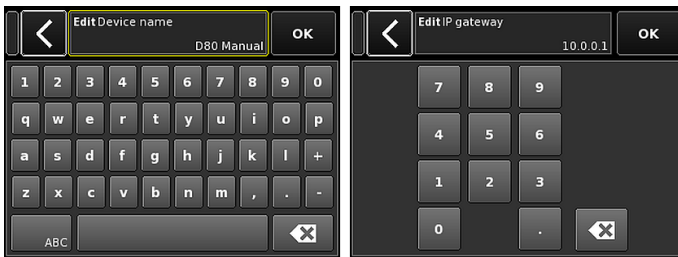 Edit Device name
D80 Manual
OK
1 2 3 4 5 6 7 8 9 0
q w e r t y u i o p
a s d f g h j k l +
z x c v b n m , . -
ABC
Edit IP gateway
10.0.0.1
OK
7 8 9
4 5 6
1 2 3
0 .